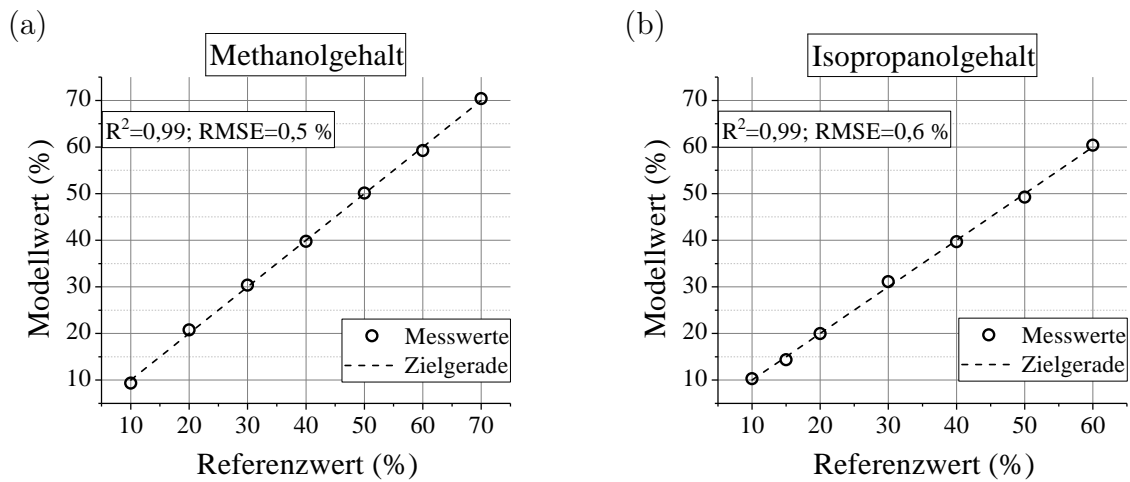 (a)
Methanolgehalt
R²=0,99; RMSE=0,5 %
70
60
50
40
30
20
10
Modellwert (%)
Messwerte
Zielgerade
10 20 30 40 50 60 70
Referenzwert (%)
(b)
Isopropanolgehalt
R²=0,99; RMSE=0,6 %
70
60
50
40
30
20
10
Modellwert (%)
Messwerte
Zielgerade
10 20 30 40 50 60
Referenzwert (%)